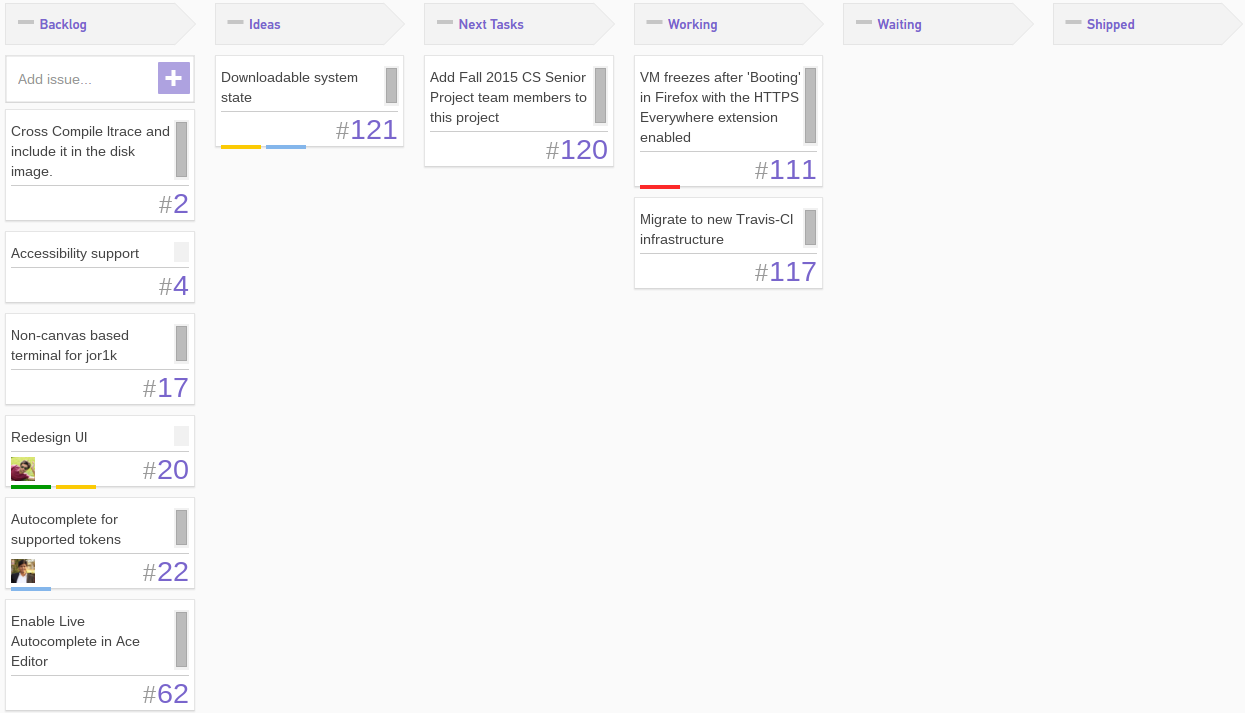 Backlog
Ideas
Next Tasks
Working
Waiting
Shipped
Add issue...
Cross Compile ltrace and
include it in the disk
image.
#2
Accessibility support
#4
Non-canvas based
terminal for jor1k
#17
Redesign UI
#20
Autocomplete for
supported tokens
#22
Enable Live
Autocomplete in Ace
Editor
#62
Downloadable system
state
#121
Add Fall 2015 CS Senior
Project team members to
this project
#120
VM freezes after 'Booting'
in Firefox with the HTTPS
Everywhere extension
enabled
#111
Migrate to new Travis-CI
infrastructure
#117